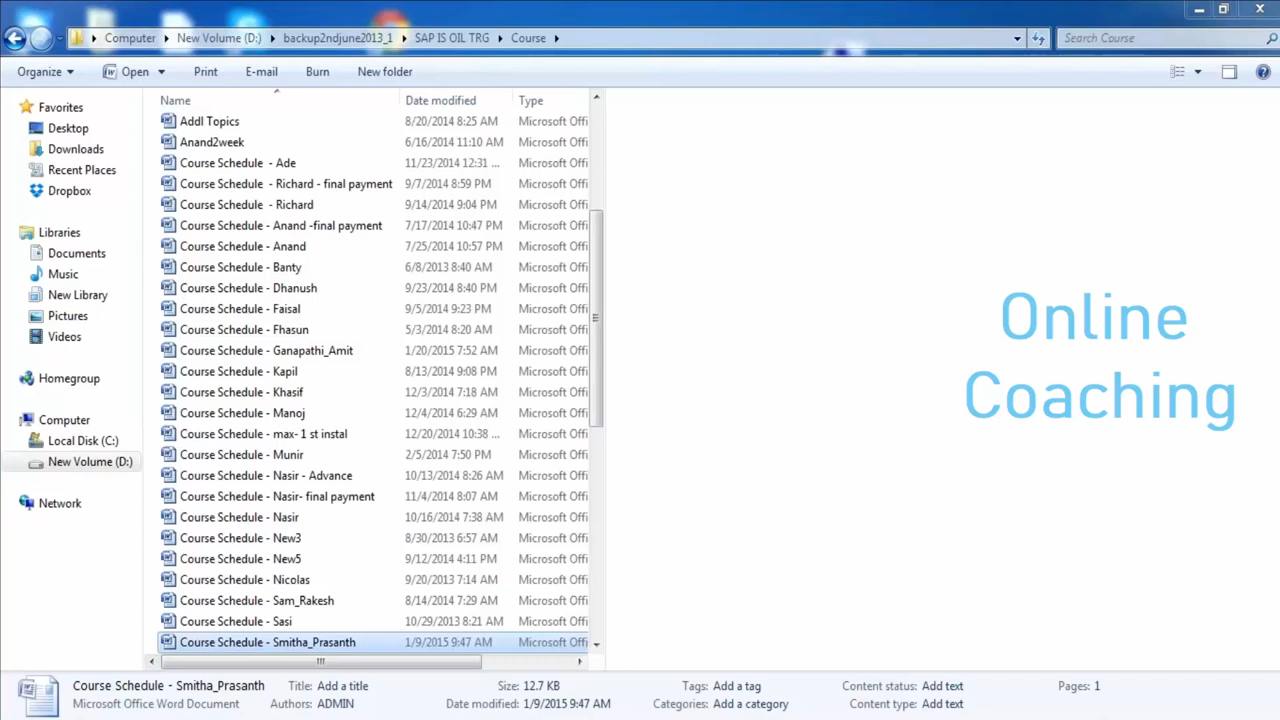 Computer New Volume (D:) backup2ndjune2013_1 SAP IS OIL TRG Course Search Course
Organize Open Print E-mail Burn New folder
Favorites
Desktop
Downloads
Recent Places
Dropbox
Libraries
Documents
Music
New Library
Pictures
Videos
Homegroup
Computer
Local Disk (C:)
New Volume (D:)
Network
Name Date modified Type
Addl Topics 8/20/2014 8:25 AM Microsoft Offi
Anand2week 6/16/2014 11:10 AM Microsoft Offi
Course Schedule - Ade 11/23/2014 12:31 ... Microsoft Offi
Course Schedule - Richard - final payment 9/7/2014 8:59 PM Microsoft Offi
Course Schedule - Richard 9/14/2014 9:04 PM Microsoft Offi
Course Schedule - Anand -final payment 7/17/2014 10:47 PM Microsoft Offi
Course Schedule - Anand 7/25/2014 10:57 PM Microsoft Offi
Course Schedule - Banty 6/8/2013 8:40 AM Microsoft Offi
Course Schedule - Dhanush 9/23/2014 8:40 PM Microsoft Offi
Course Schedule - Faisal 9/5/2014 9:23 PM Microsoft Offi
Course Schedule - Fhasun 5/3/2014 8:20 AM Microsoft Offi
Course Schedule - Ganapathi_Amit 1/20/2015 7:52 AM Microsoft Offi
Course Schedule - Kapil 8/13/2014 9:08 PM Microsoft Offi
Course Schedule - Khasif 12/3/2014 7:18 AM Microsoft Offi
Course Schedule - Manoj 12/4/2014 6:29 AM Microsoft Offi
Course Schedule - max- 1 st instal 12/20/2014 10:38 ... Microsoft Offi
Course Schedule - Munir 2/5/2014 7:50 PM Microsoft Offi
Course Schedule - Nasir - Advance 10/13/2014 8:26 AM Microsoft Offi
Course Schedule - Nasir- final payment 11/4/2014 8:07 AM Microsoft Offi
Course Schedule - Nasir 10/16/2014 7:38 AM Microsoft Offi
Course Schedule - New3 8/30/2013 6:57 AM Microsoft Offi
Course Schedule - New5 9/12/2014 4:11 PM Microsoft Offi
Course Schedule - Nicolas 9/20/2013 7:14 AM Microsoft Offi
Course Schedule - Sam_Rakesh 8/14/2014 7:29 AM Microsoft Offi
Course Schedule - Sasi 10/29/2013 8:21 AM Microsoft Offi
Course Schedule - Smitha_Prasanth 1/9/2015 9:47 AM Microsoft Offi
Online
Coaching
Course Schedule - Smitha_Prasanth Title: Add a title Size: 12.7 KB Tags: Add a tag Content status: Add text Pages: 1
Microsoft Office Word Document Authors: ADMIN Date modified: 1/9/2015 9:47 AM Categories: Add a category Content type: Add text